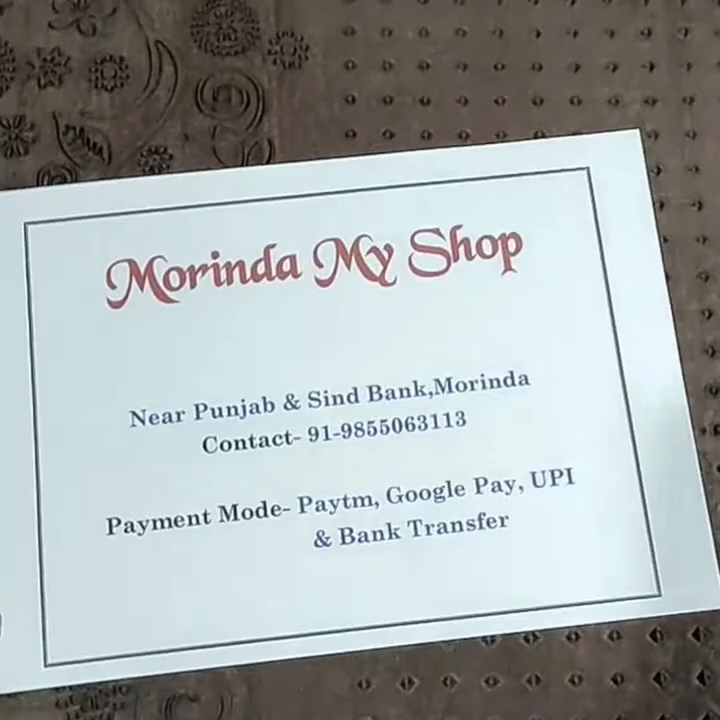 Morinda My Shop
Near Punjab & Sind Bank,Morinda
Contact- 91-9855063113
Payment Mode- Paytm, Google Pay, UPI
& Bank Transfer